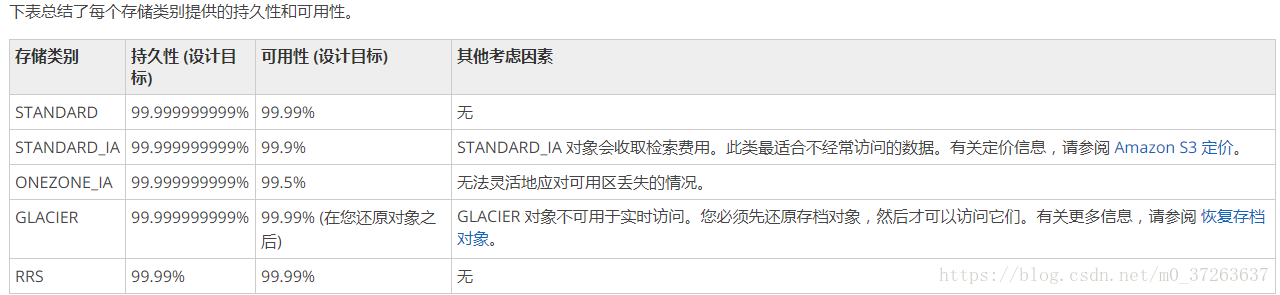 下表总结了每个存储类别提供的持久性和可用性。
存储类别 持久性 (设计目标) 可用性 (设计目标) 其他考虑因素
STANDARD 99.999999999% 99.99% 无
STANDARD_IA 99.999999999% 99.9% STANDARD_IA 对象会收取检索费用。此类最适合不经常访问的数据。有关定价信息，请参阅 Amazon S3 定价。
ONEZONE_IA 99.999999999% 99.5% 无法灵活地应对可用区丢失的情况。
GLACIER 99.999999999% 99.99% (在您还原对象之后) GLACIER 对象不可用于实时访问。您必须先还原存档对象，然后才可以访问它们。有关更多信息，请参阅 恢复存档对象。
RRS 99.99% 99.99% 无
https://blog.csdn.net/m0_37263637